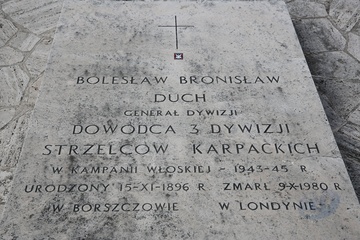 BOLESŁAW BRONISŁAW
DUCH
GENERAŁ DYWIZJI
DOWÓDCA 3 DYWIZJI
STRZELCÓW KARPACKICH
W KAMPANII WŁOSKIEJ - 1943-45 R
URODZONY 15-XI-1896 R ZMARŁ 9-X-1980 R
W BORSZCZOWIE W LONDYNIE